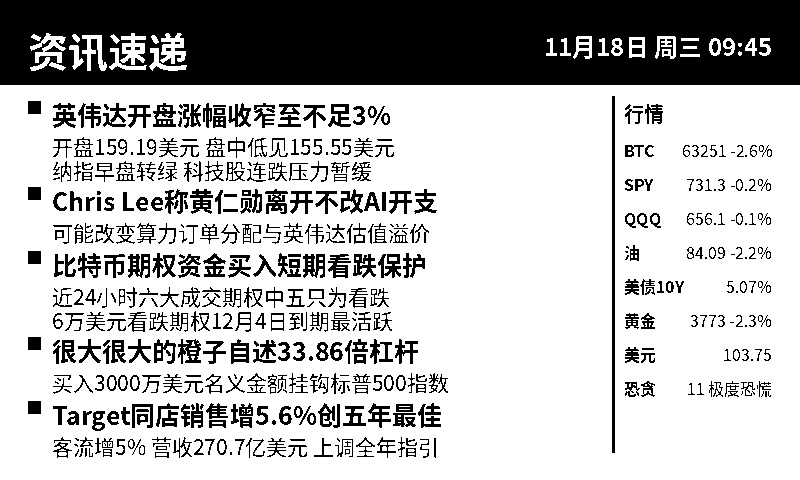 资讯速递
11月18日 周三 09:45
英伟达开盘涨幅收窄至不足3%
开盘159.19美元 盘中低见155.55美元
纳指早盘转绿 科技股连跌压力暂缓
Chris Lee称黄仁勋离开不改AI开支
可能改变算力订单分配与英伟达估值溢价
比特币期权资金买入短期看跌保护
近24小时六大成交期权中五只为看跌
6万美元看跌期权12月4日到期最活跃
很大很大的橙子自述33.86倍杠杆
买入3000万美元名义金额挂钩标普500指数
Target同店销售增5.6%创五年最佳
客流增5% 营收270.7亿美元 上调全年指引
行情
BTC 63251 -2.6%
SPY 731.3 -0.2%
QQQ 656.1 -0.1%
油 84.09 -2.2%
美债10Y 5.07%
黄金 3773 -2.3%
美元 103.75
恐贪 11 极度恐慌